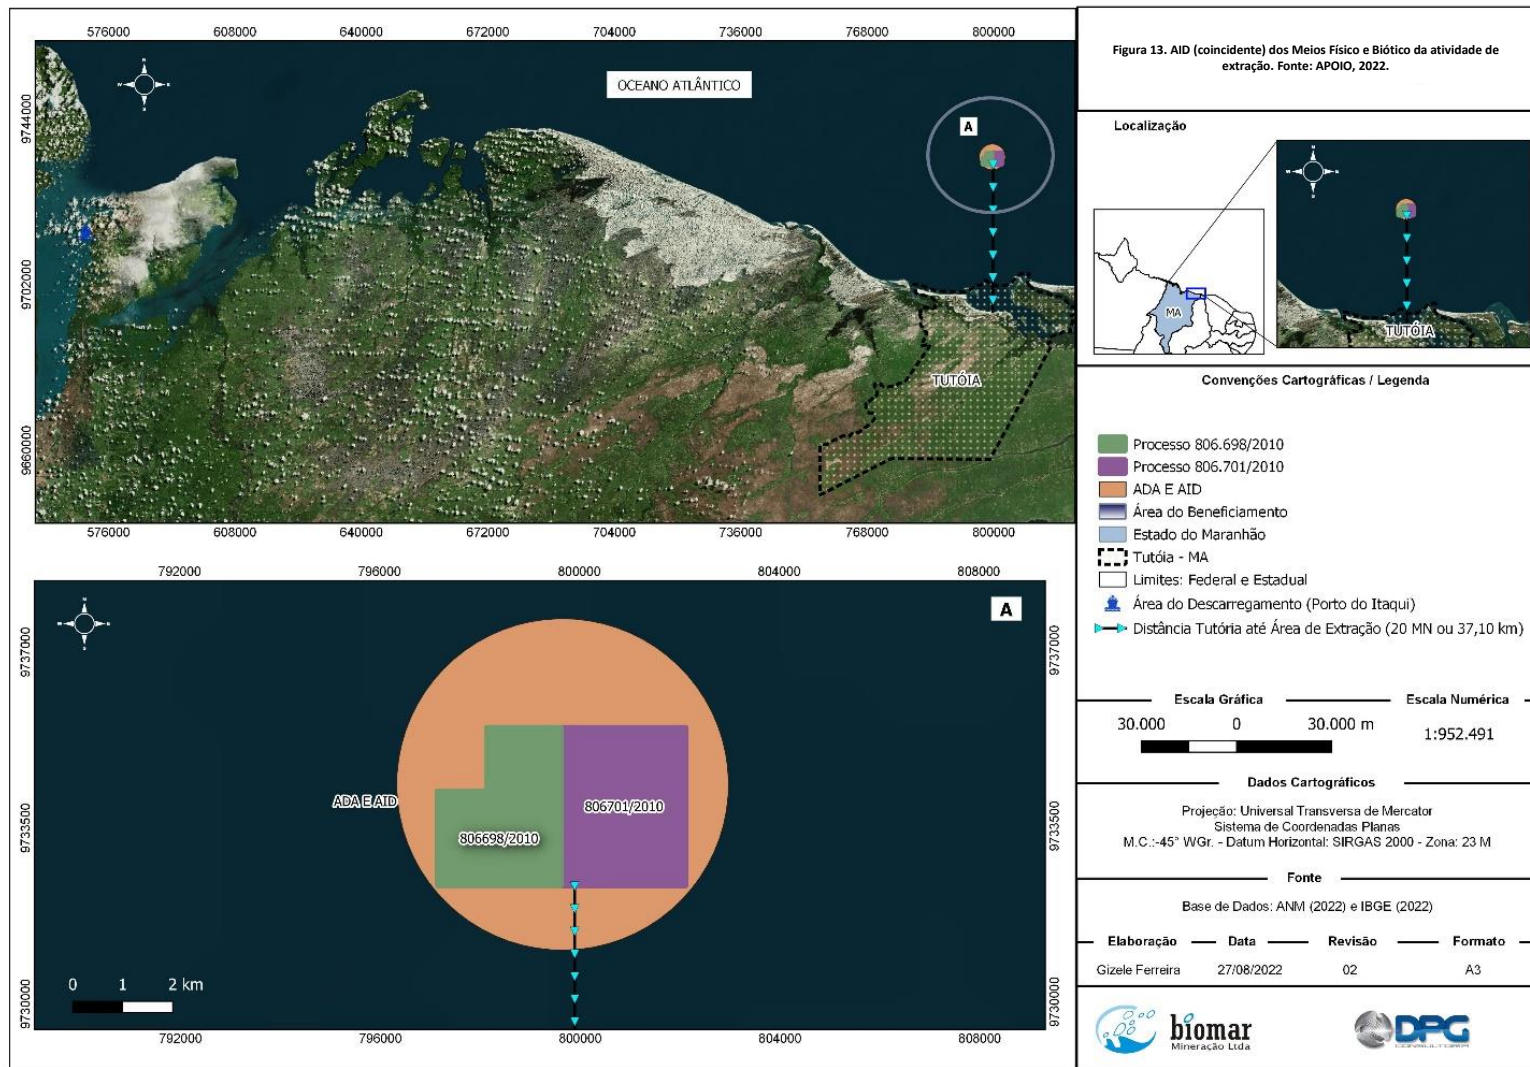 576000 608000 640000 672000 704000 736000 768000 800000
9744000
9702000
9660000
OCEANO ATLÂNTICO
A
TUTÓIA
576000 608000 640000 672000 704000 736000 768000 800000
792000 796000 800000 804000 808000
A
9737000 9737000
9733500 9733500
9730000 9730000
ADA E AID
806698/2010
806701/2010
0 1 2 km
792000 796000 800000 804000 808000
Figura 13. AID (coincidente) dos Meios Físico e Biótico da atividade de
extração. Fonte: APOIO, 2022.
Localização
MA
TUTÓIA
Convenções Cartográficas / Legenda
Processo 806.698/2010
Processo 806.701/2010
ADA E AID
Área do Beneficiamento
Estado do Maranhão
Tutóia - MA
Limites: Federal e Estadual
Área do Descarregamento (Porto do Itaqui)
Distância Tutória até Área de Extração (20 MN ou 37,10 km)
Escala Gráfica Escala Numérica
30.000 0 30.000 m
1:952.491
Dados Cartográficos
Projeção: Universal Transversa de Mercator
Sistema de Coordenadas Planas
M.C.:-45° WGr. - Datum Horizontal: SIRGAS 2000 - Zona: 23 M
Fonte
Base de Dados: ANM (2022) e IBGE (2022)
Elaboração Data Revisão Formato
Gizele Ferreira 27/08/2022 02 A3
biomar
Mineração Ltda
DPG
CONSULTORIA